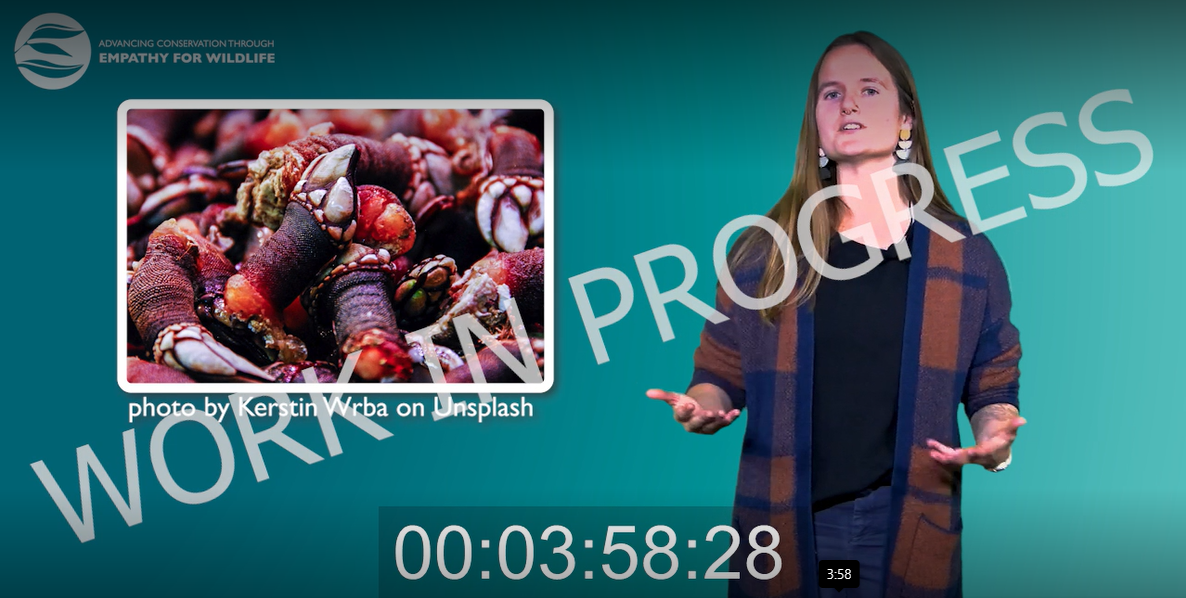 ADVANCING CONSERVATION THROUGH
EMPATHY FOR WILDLIFE
WORK IN PROGRESS
photo by Kerstin Wrba on Unsplash
00:03:58:28
3:58